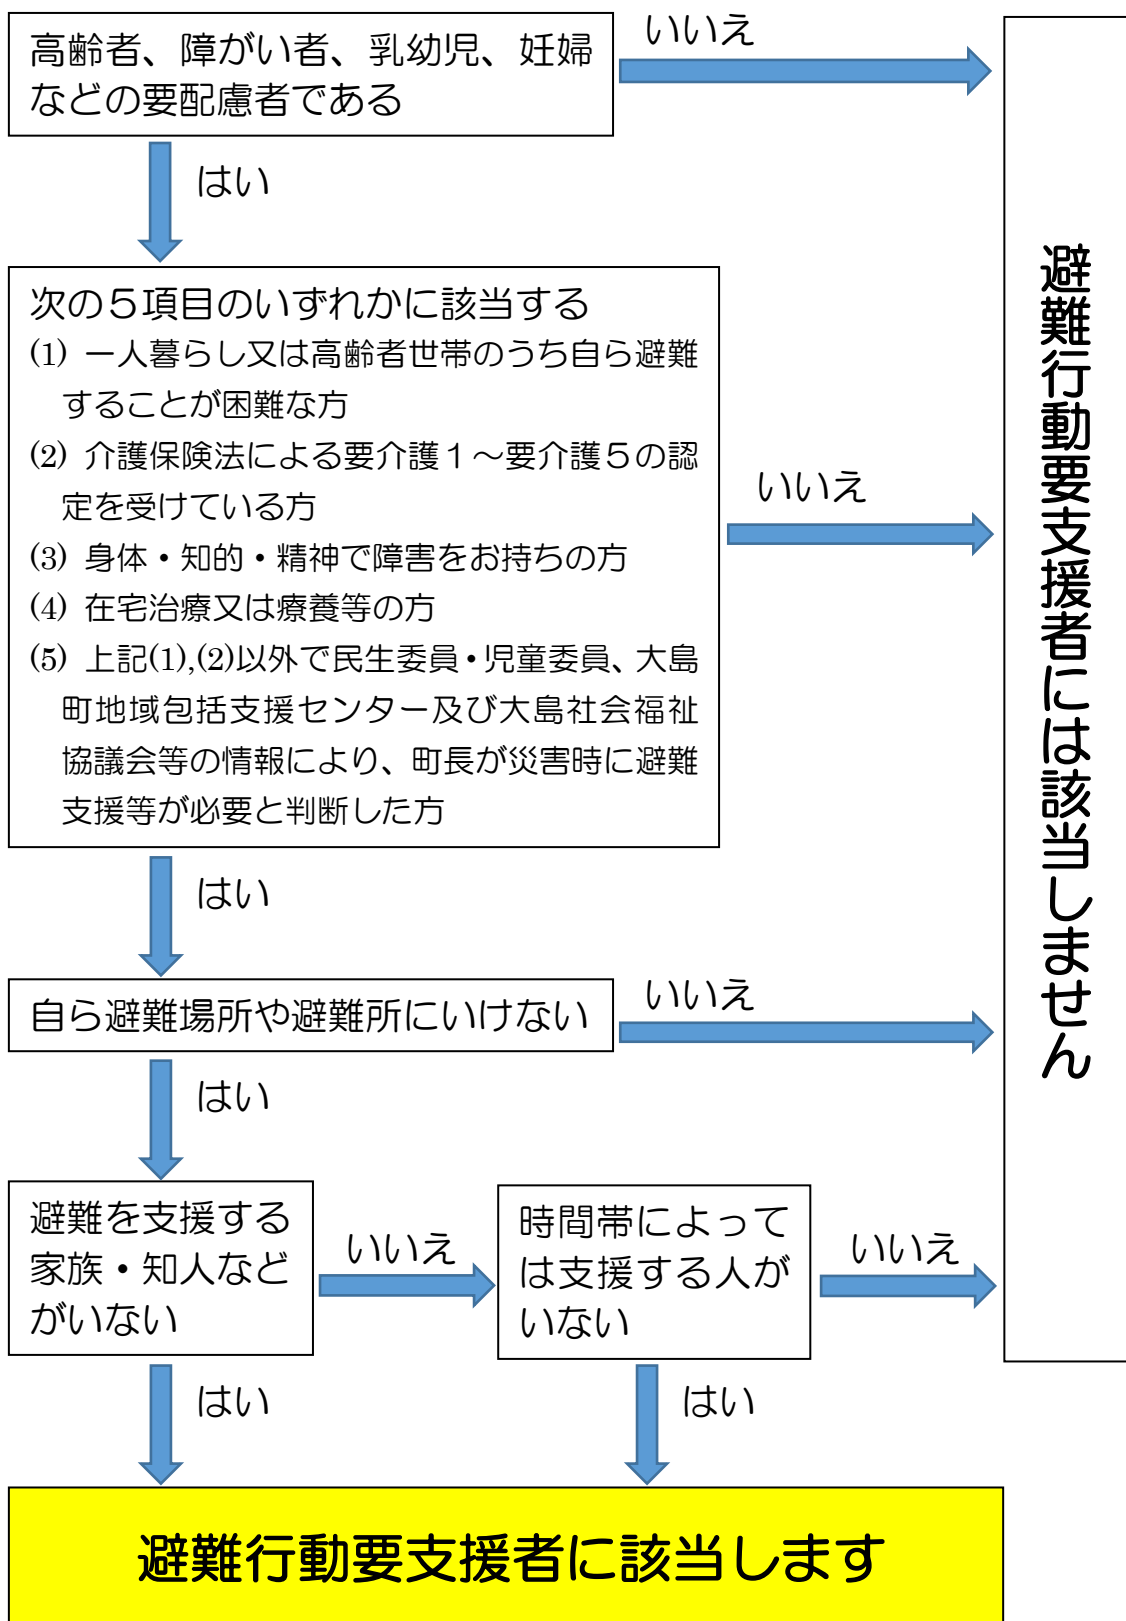 高齢者、障がい者、乳幼児、妊婦
などの要配慮者である
いいえ
はい
次の５項目のいずれかに該当する
(1) 一人暮らし又は高齢者世帯のうち自ら避難
することが困難な方
(2) 介護保険法による要介護１～要介護５の認
定を受けている方
(3) 身体・知的・精神で障害をお持ちの方
(4) 在宅治療又は療養等の方
(5) 上記(1),(2)以外で民生委員・児童委員、大島
町地域包括支援センター及び大島社会福祉
協議会等の情報により、町長が災害時に避難
支援等が必要と判断した方
いいえ
はい
自ら避難場所や避難所にいけない
いいえ
はい
避難を支援する
家族・知人など
がいない
いいえ
時間帯によって
は支援する人が
いない
いいえ
はい
はい
避難行動要支援者には該当しません
避難行動要支援者に該当します